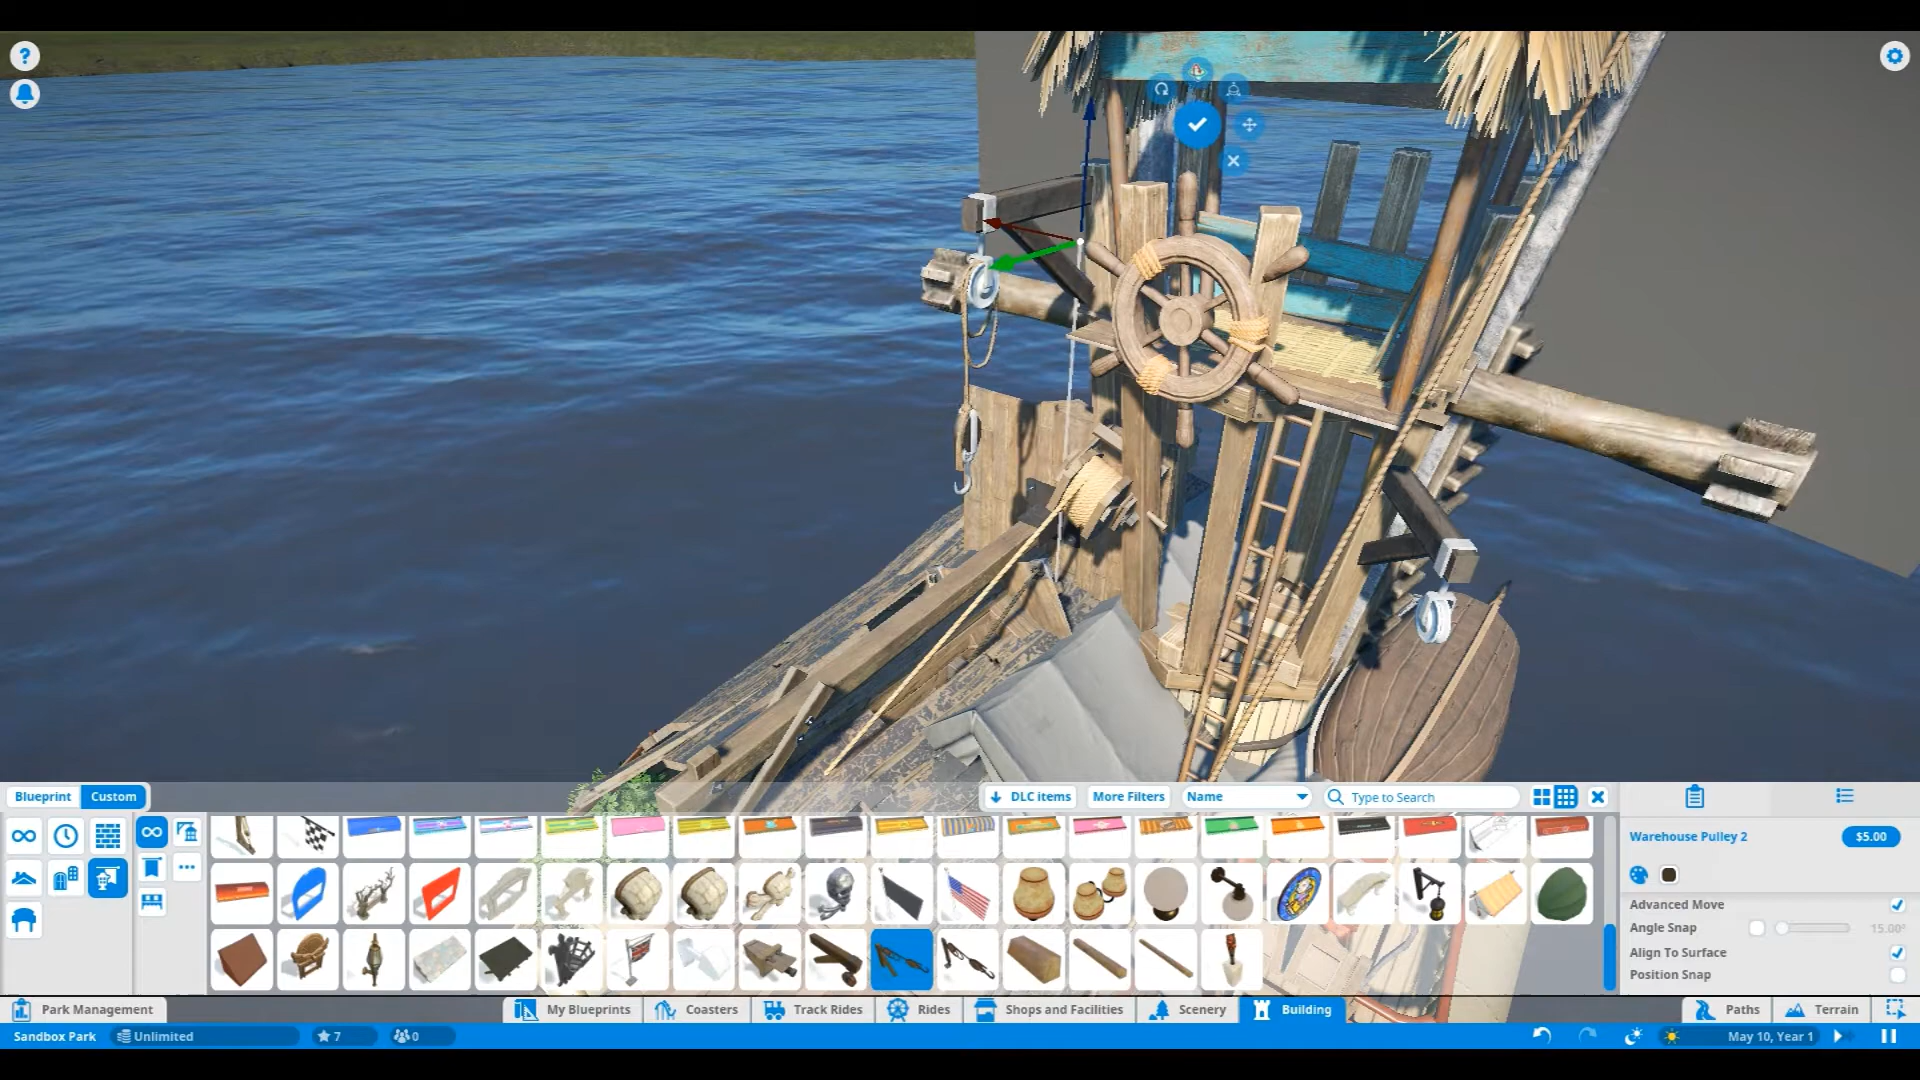 ?
Blueprint
Custom
DLC items
More Filters
Name
Type to Search
Warehouse Pulley 2
$5.00
Advanced Move
Angle Snap
15.00°
Align To Surface
Position Snap
Park Management
My Blueprints
Coasters
Track Rides
Rides
Shops and Facilities
Scenery
Building
Paths
Terrain
Sandbox Park
Unlimited
7
0
May 10, Year 1